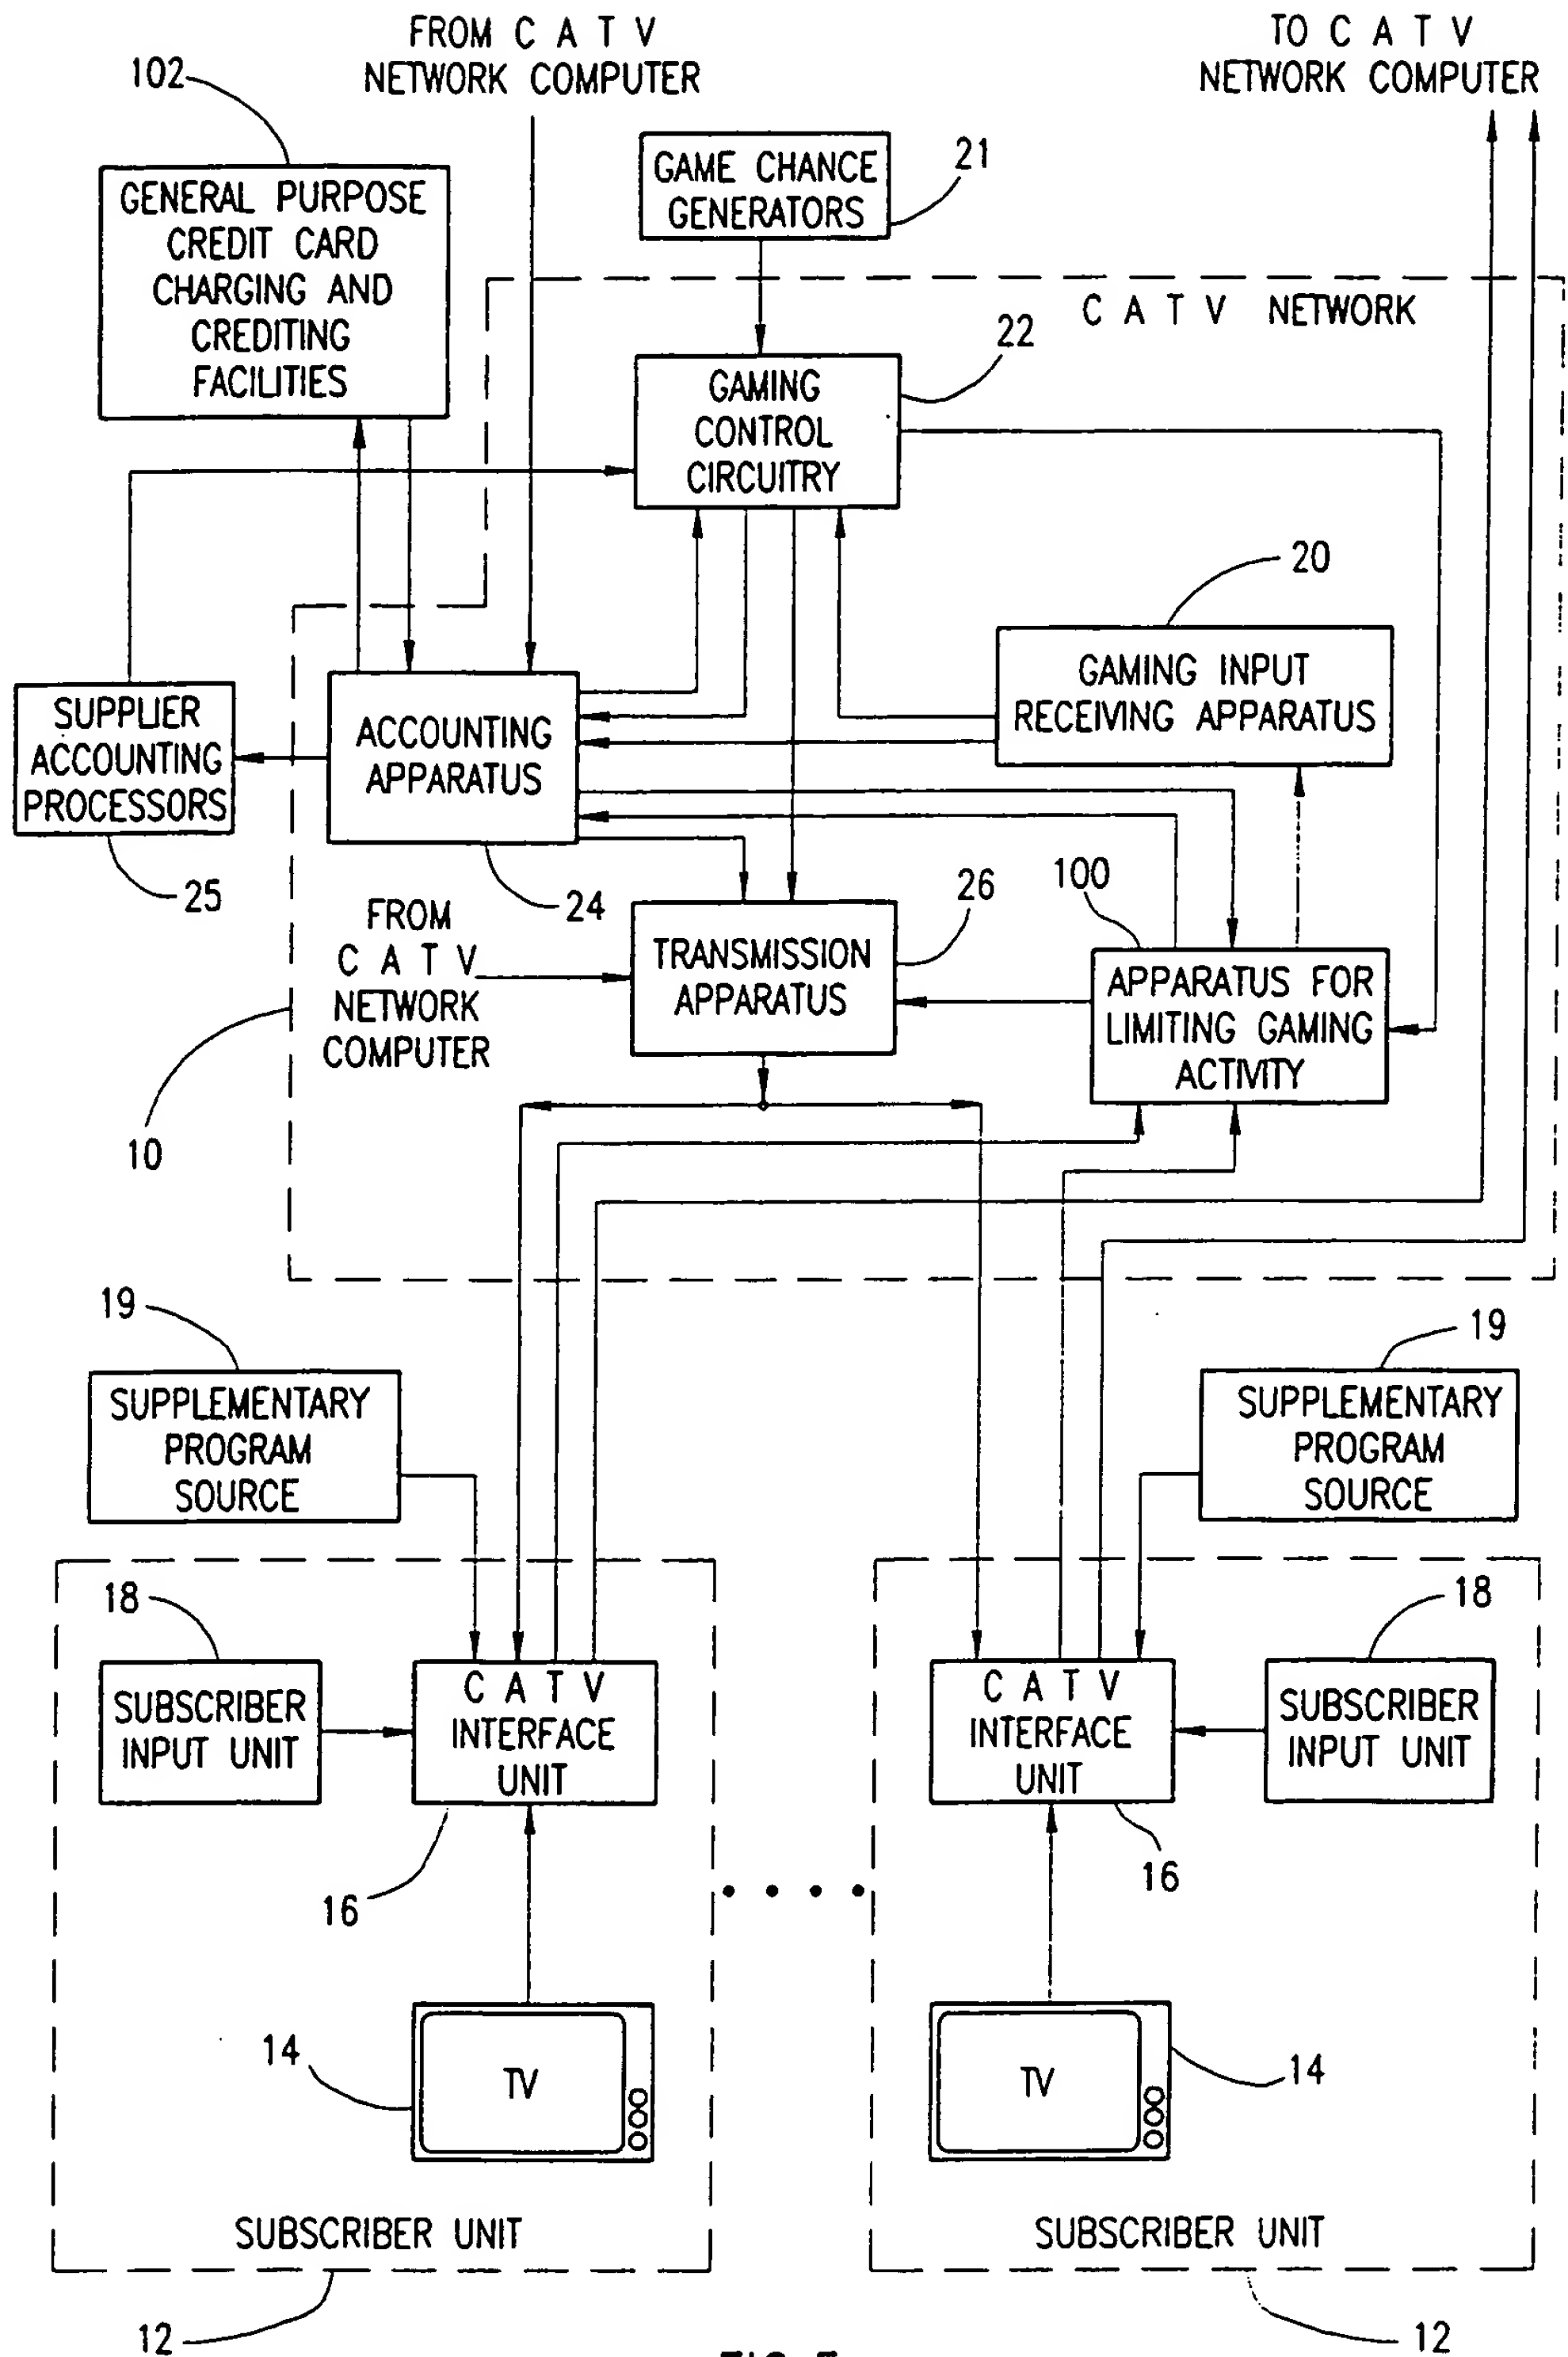 FROM C A T V
NETWORK COMPUTER
TO C A T V
NETWORK COMPUTER
102
GENERAL PURPOSE
CREDIT CARD
CHARGING AND
CREDITING
FACILITIES
GAME CHANCE
GENERATORS
21
C A T V NETWORK
22
GAMING
CONTROL
CIRCUITRY
20
GAMING INPUT
RECEIVING APPARATUS
SUPPLIER
ACCOUNTING
PROCESSORS
25
ACCOUNTING
APPARATUS
24
FROM
C A T V
NETWORK
COMPUTER
26
TRANSMISSION
APPARATUS
100
APPARATUS FOR
LIMITING GAMING
ACTIVITY
10
19
SUPPLEMENTARY
PROGRAM
SOURCE
19
SUPPLEMENTARY
PROGRAM
SOURCE
18
SUBSCRIBER
INPUT UNIT
C A T V
INTERFACE
UNIT
16
14
TV
SUBSCRIBER UNIT
12
C A T V
INTERFACE
UNIT
18
SUBSCRIBER
INPUT UNIT
16
TV
14
SUBSCRIBER UNIT
12